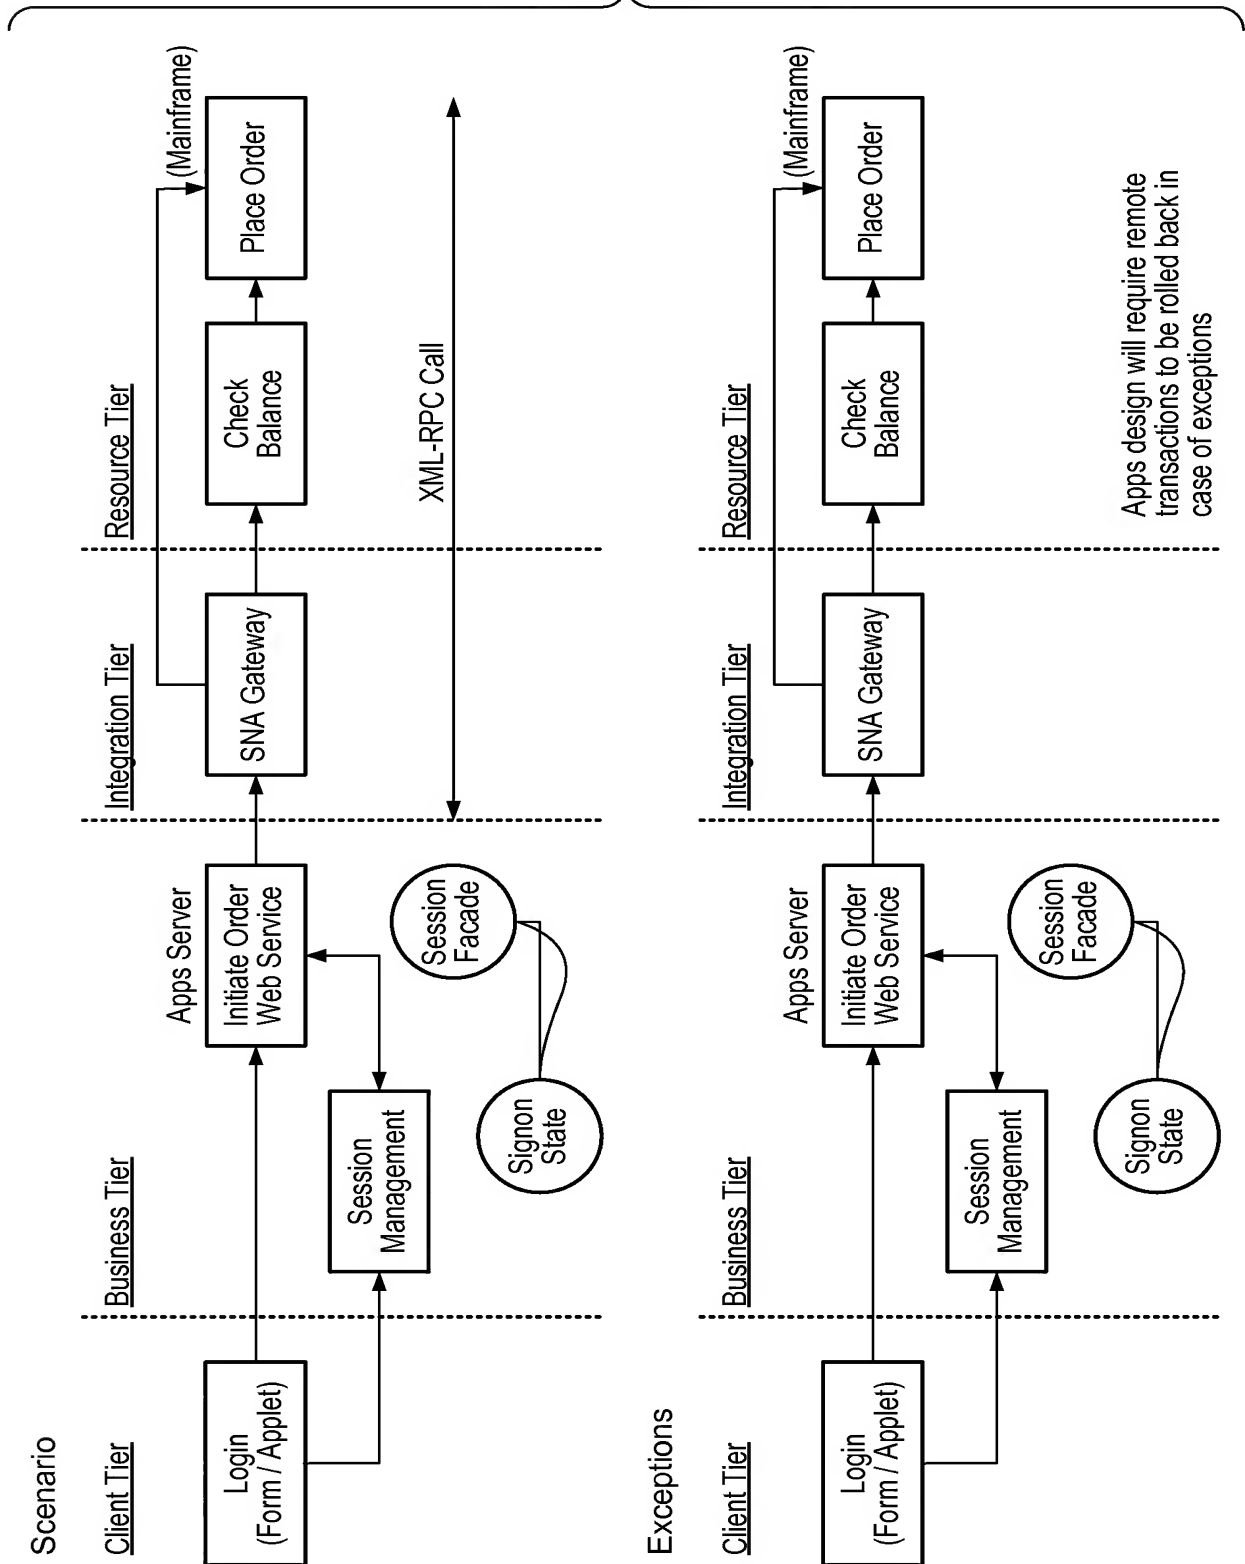 Scenario
Client Tier
Business Tier
Integration Tier
Resource Tier
Login
(Form / Applet)
Session
Management
Apps Server
Initiate Order
Web Service
Signon
State
Session
Facade
SNA Gateway
Check
Balance
(Mainframe)
Place Order
XML-RPC Call
Exceptions
Client Tier
Business Tier
Integration Tier
Resource Tier
Login
(Form / Applet)
Session
Management
Apps Server
Initiate Order
Web Service
Signon
State
Session
Facade
SNA Gateway
Check
Balance
(Mainframe)
Place Order
Apps design will require remote
transactions to be rolled back in
case of exceptions